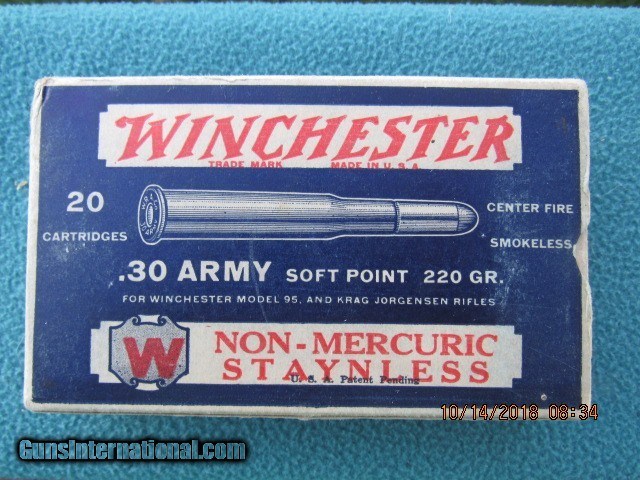 WINCHESTER
TRADE MARK MADE IN U.S.A.
20
CARTRIDGES
CENTER FIRE
SMOKELESS
.30 ARMY SOFT POINT 220 GR.
FOR WINCHESTER MODEL 95, AND KRAG JORGENSEN RIFLES
W
NON-MERCURIC
STAYNLESS
U. S. A. Patent Pending
10/14/2018 08:34
GunsInternational.com